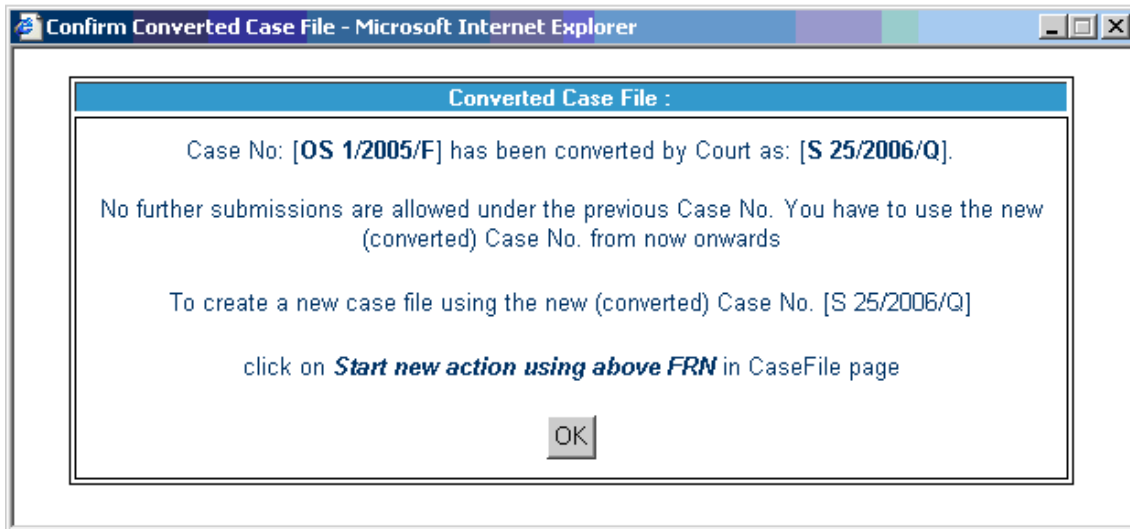 Confirm Converted Case File - Microsoft Internet Explorer
Converted Case File :
Case No: [OS 1/2005/F] has been converted by Court as: [S 25/2006/Q].
No further submissions are allowed under the previous Case No. You have to use the new
(converted) Case No. from now onwards
To create a new case file using the new (converted) Case No. [S 25/2006/Q]
click on Start new action using above FRN in CaseFile page
OK